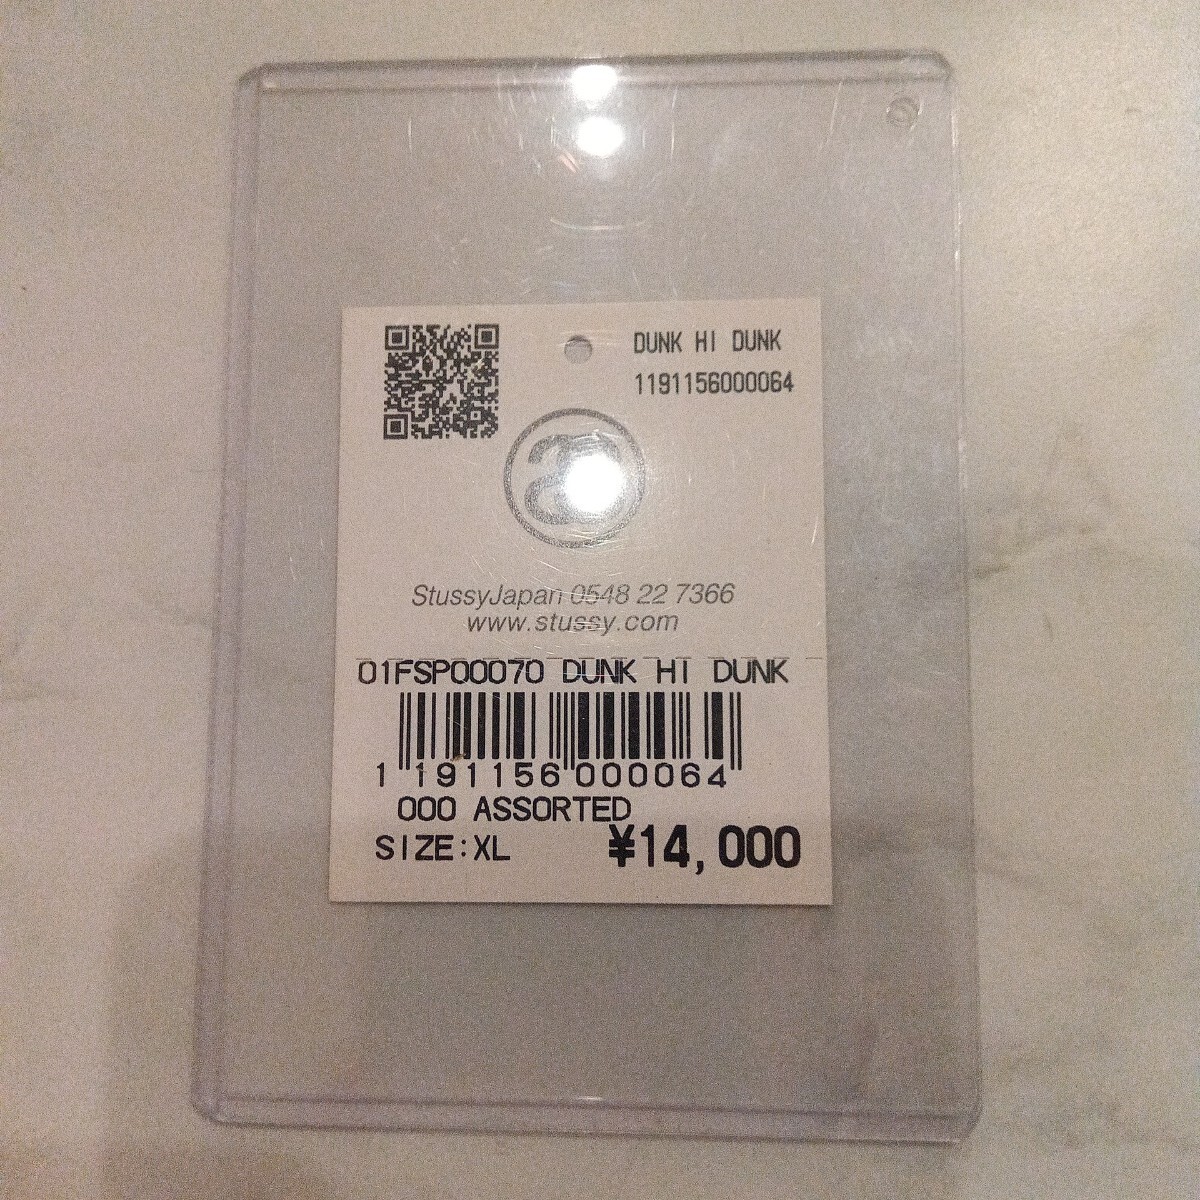 DUNK HI DUNK
1191156000064
StussyJapan 0548 22 7366
www.stussy.com
01FSP00070 DUNK HI DUNK
1 191156 000064
000 ASSORTED
SIZE:XL ¥14,000